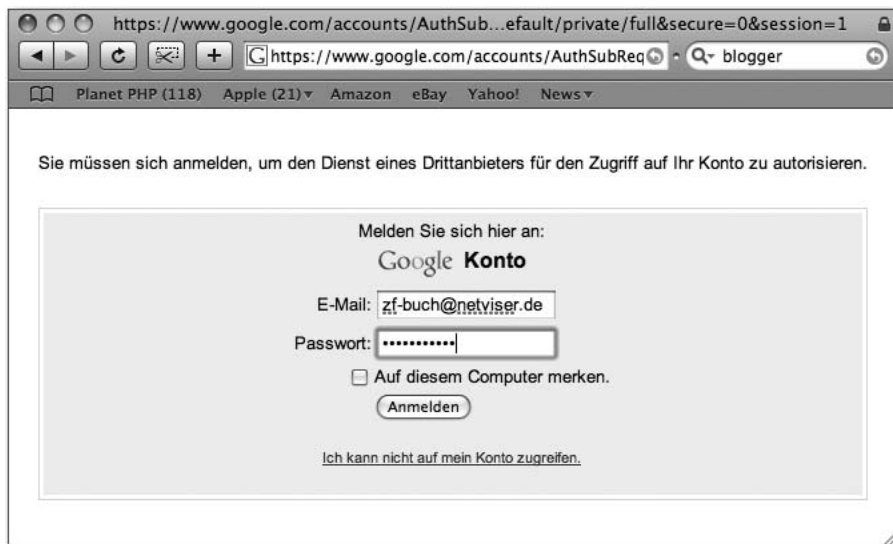 https://www.google.com/accounts/AuthSub...efault/private/full&secure=0&session=1
G https://www.google.com/accounts/AuthSubReq blogger
Planet PHP (118) Apple (21) Amazon eBay Yahoo! News
Sie müssen sich anmelden, um den Dienst eines Drittanbieters für den Zugriff auf Ihr Konto zu autorisieren.
Melden Sie sich hier an:
Google Konto
E-Mail: zf-buch@netviser.de
Passwort: •••••••••••
Auf diesem Computer merken.
Anmelden
Ich kann nicht auf mein Konto zugreifen.